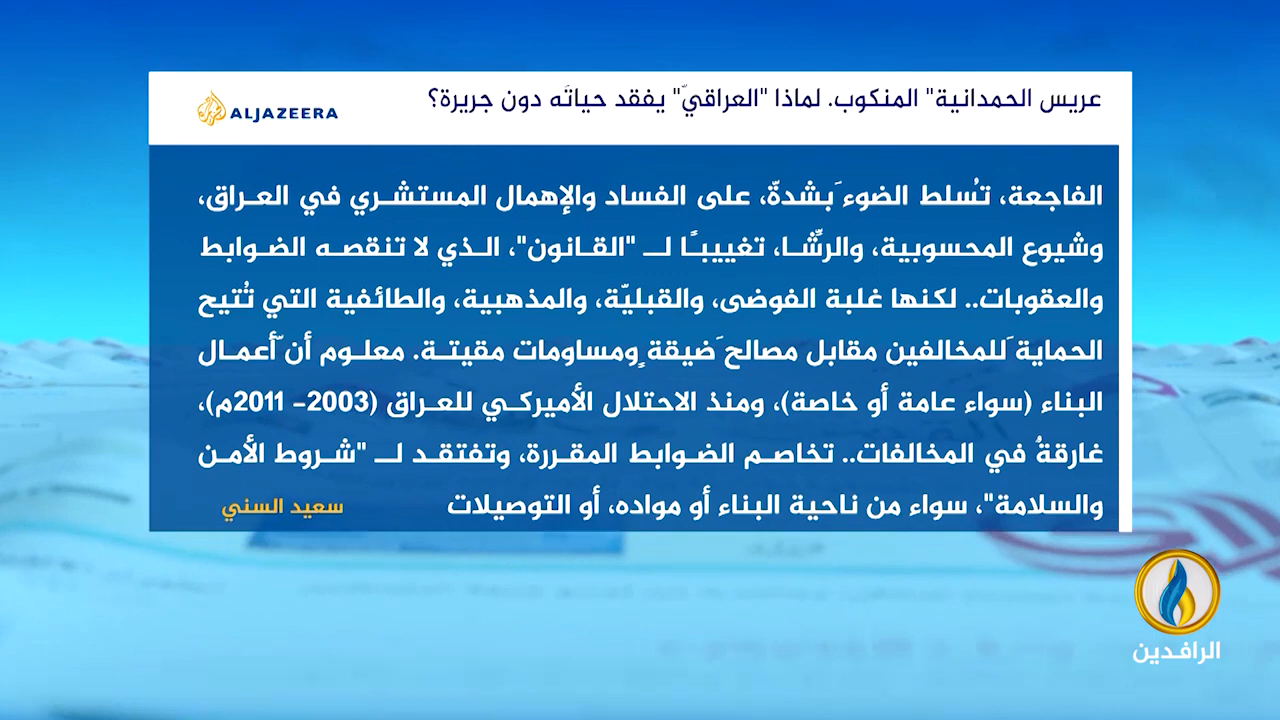 عريس الحمدانية" المنكوب. لماذا "العراقيّ" يفقد حياتَه دون جريرة؟
ALJAZEERA
الفاجعة، تُسلط الضوء َبشدةّ، على الفساد والإهمال المستشري في العراق،
وشيوع المحسوبية، والرِّشَّا، تغييبًا لـ "القانون"، الذي لا تنقصه الضوابط
والعقوبات.. لكنها غلبة الفوضى، والقبليّة، والمذهبية، والطائفية التي تُتيح
الحماية َللمخالفين مقابل مصالح َضيقة ٍومساومات مقيتة. معلوم أن ّأعمال
البناء (سواء عامة أو خاصة)، ومنذ الاحتلال الأميركي للعراق (2003- 2011م)،
غارقةُ في المخالفات.. تخاصم الضوابط المقررة، وتفتقد لـ "شروط الأمن
والسلامة"، سواء من ناحية البناء أو مواده، أو التوصيلات
سعيد السني
الرافدين